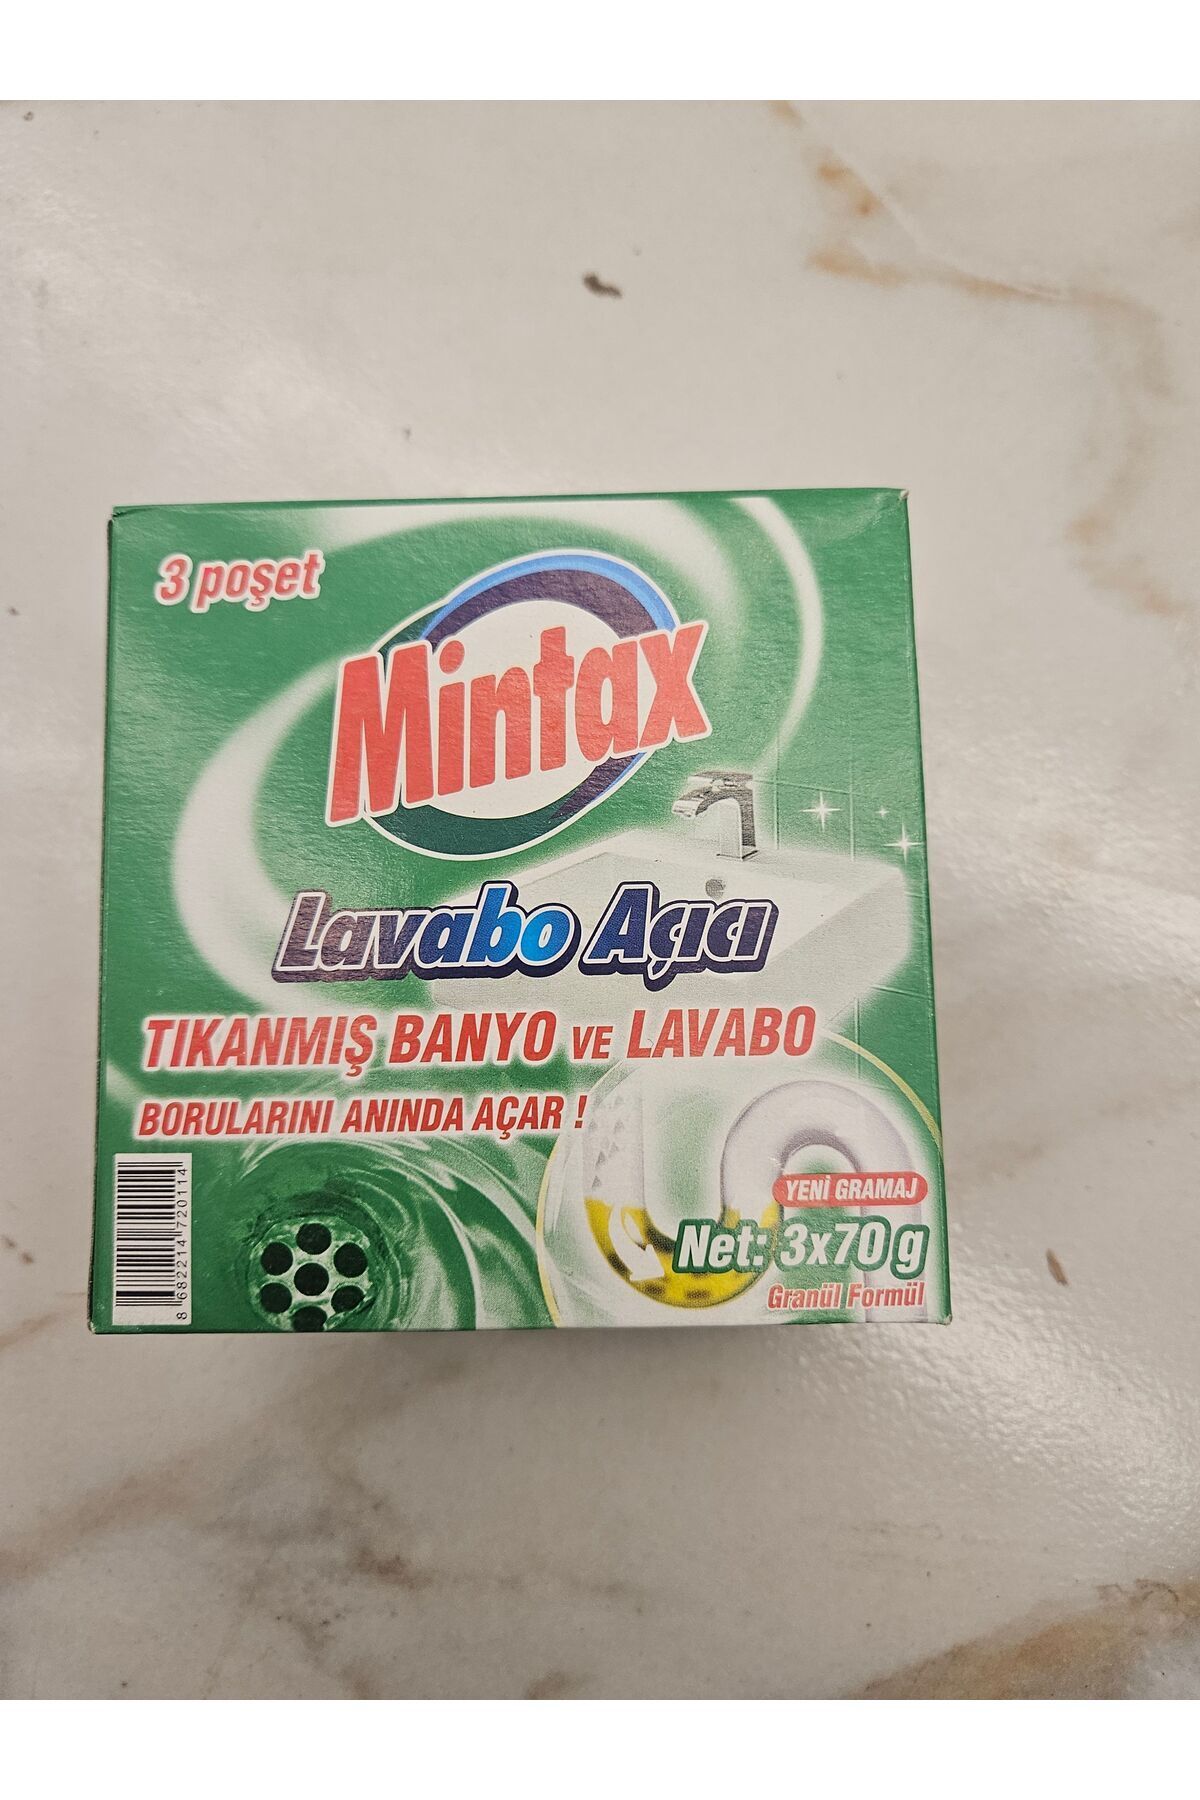 3 poşet
Mintax
Lavabo Açıcı
TIKANMIŞ BANYO VE LAVABO
BORULARINI ANINDA AÇAR !
YENİ GRAMAJ
Net: 3x70 g
Granül Formül
8 682214 720114